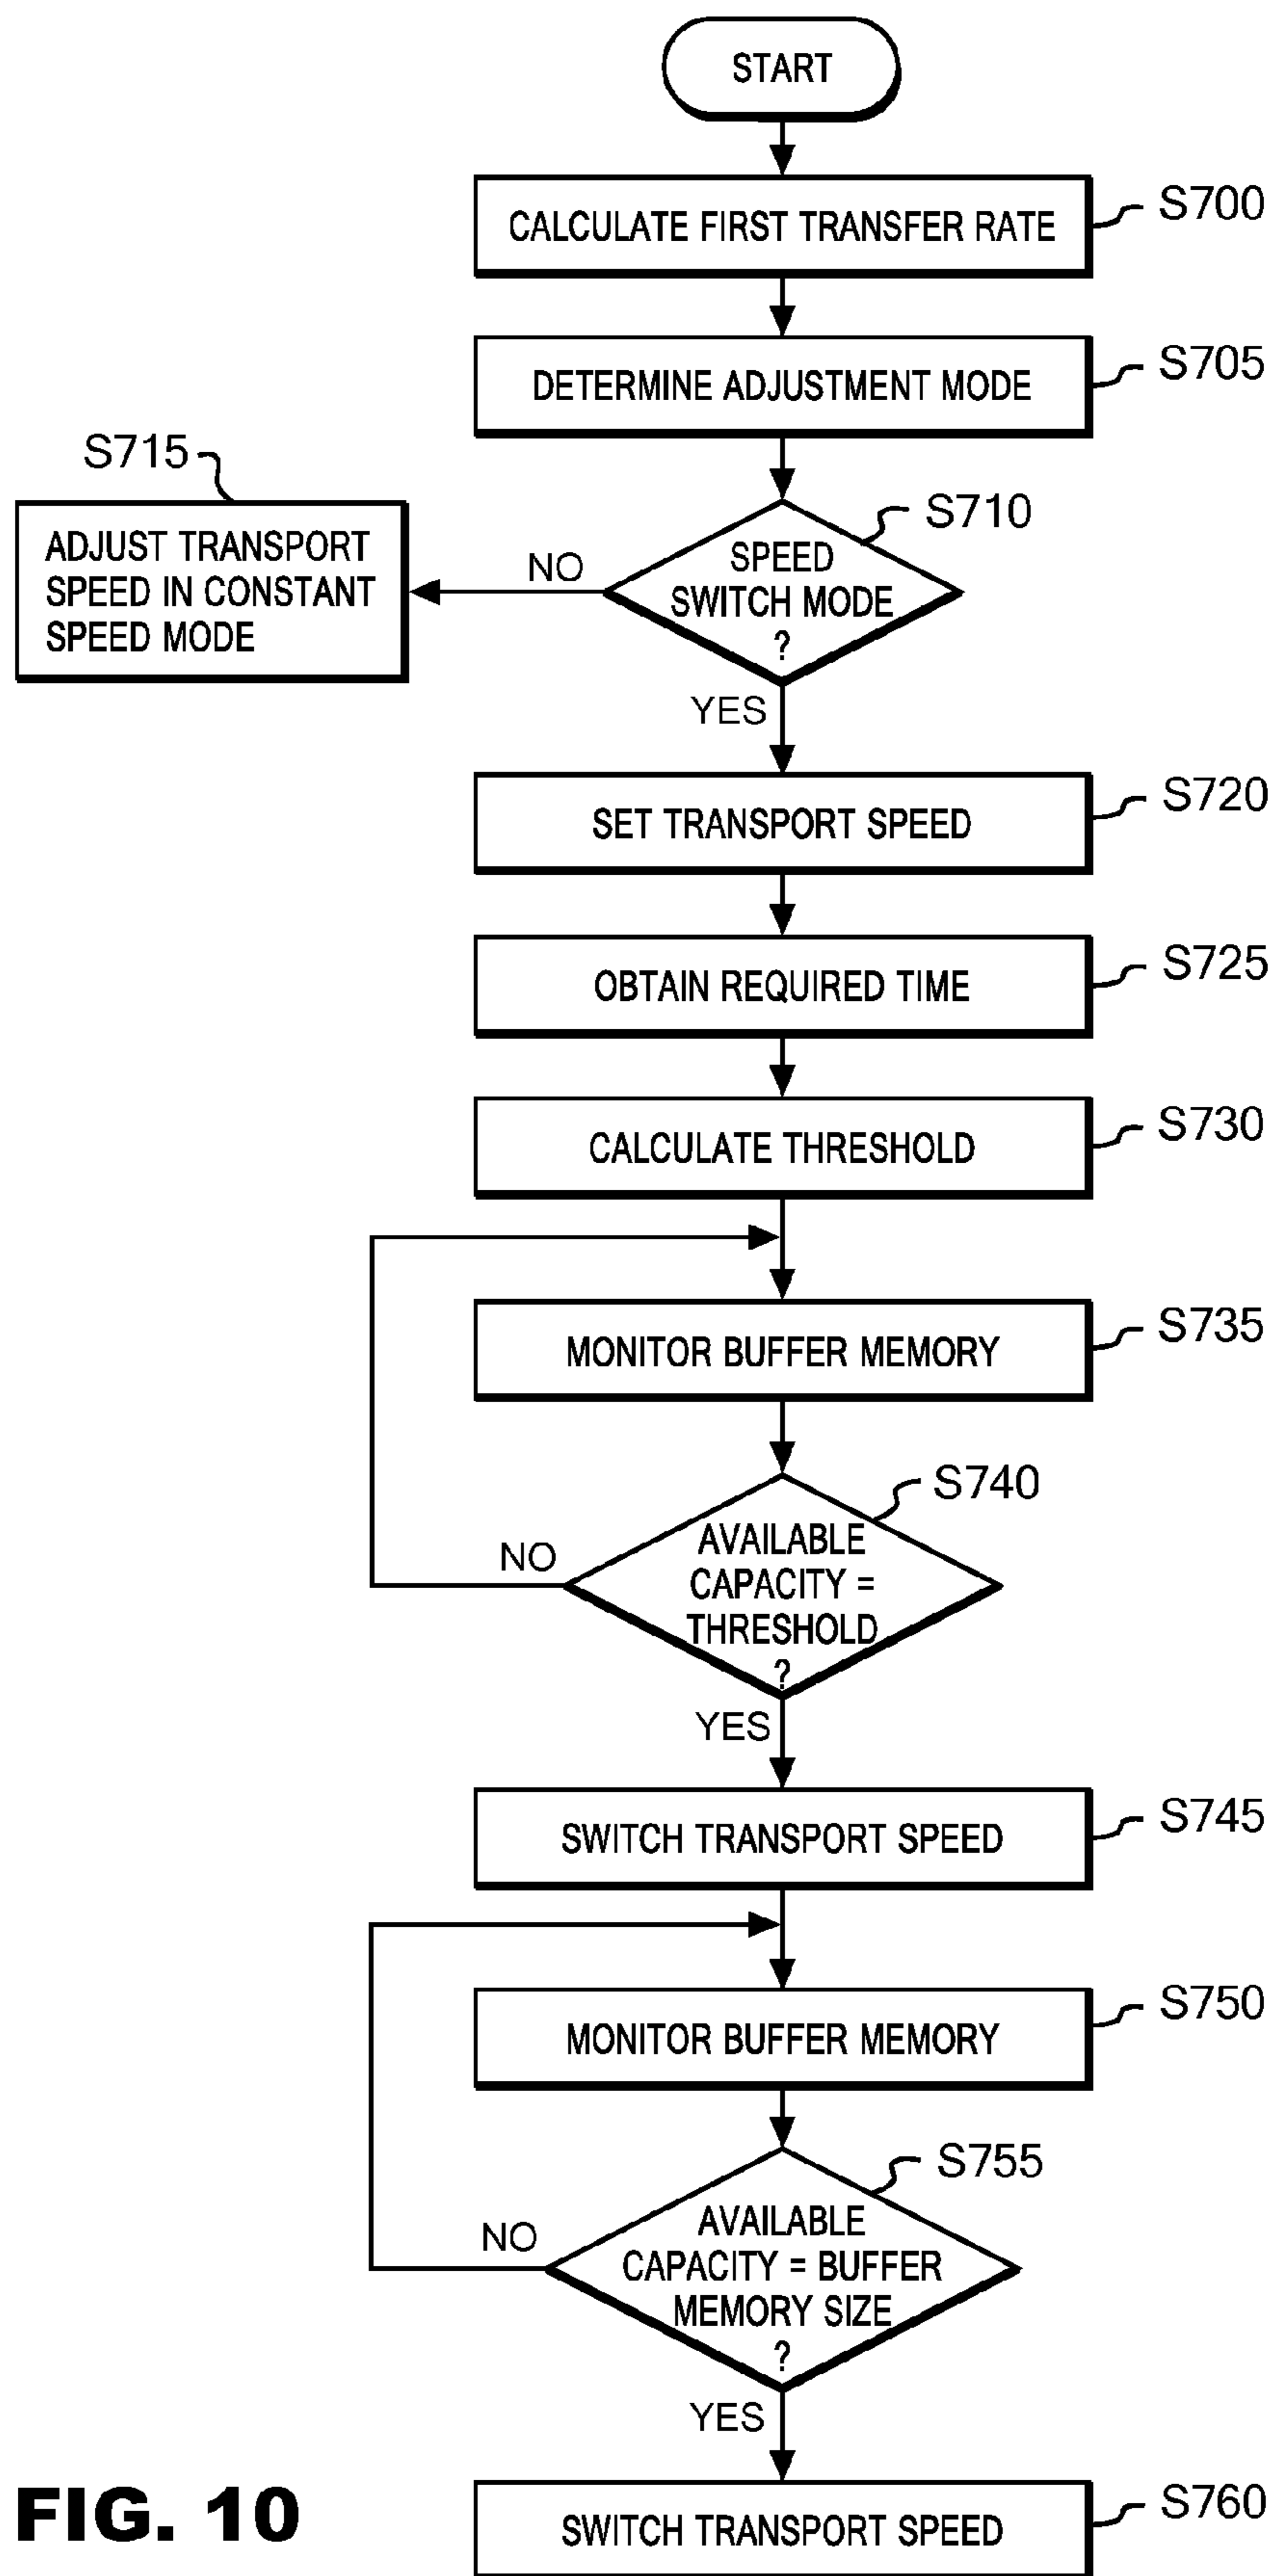 START
CALCULATE FIRST TRANSFER RATE
S700
DETERMINE ADJUSTMENT MODE
S705
S715
ADJUST TRANSPORT
SPEED IN CONSTANT
SPEED MODE
NO
S710
SPEED
SWITCH MODE
?
YES
SET TRANSPORT SPEED
S720
OBTAIN REQUIRED TIME
S725
CALCULATE THRESHOLD
S730
MONITOR BUFFER MEMORY
S735
S740
NO
AVAILABLE
CAPACITY =
THRESHOLD
?
YES
SWITCH TRANSPORT SPEED
S745
MONITOR BUFFER MEMORY
S750
S755
NO
AVAILABLE
CAPACITY = BUFFER
MEMORY SIZE
?
YES
SWITCH TRANSPORT SPEED
S760
FIG. 10